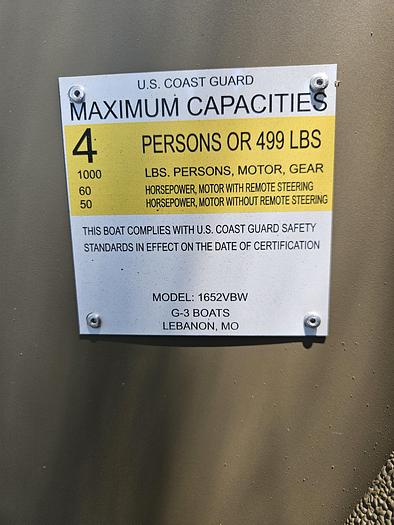 U.S. COAST GUARD
MAXIMUM CAPACITIES
4 PERSONS OR 499 LBS
1000 LBS. PERSONS, MOTOR, GEAR
60 HORSEPOWER, MOTOR WITH REMOTE STEERING
50 HORSEPOWER, MOTOR WITHOUT REMOTE STEERING
THIS BOAT COMPLIES WITH U.S. COAST GUARD SAFETY
STANDARDS IN EFFECT ON THE DATE OF CERTIFICATION
MODEL: 1652VBW
G-3 BOATS
LEBANON, MO